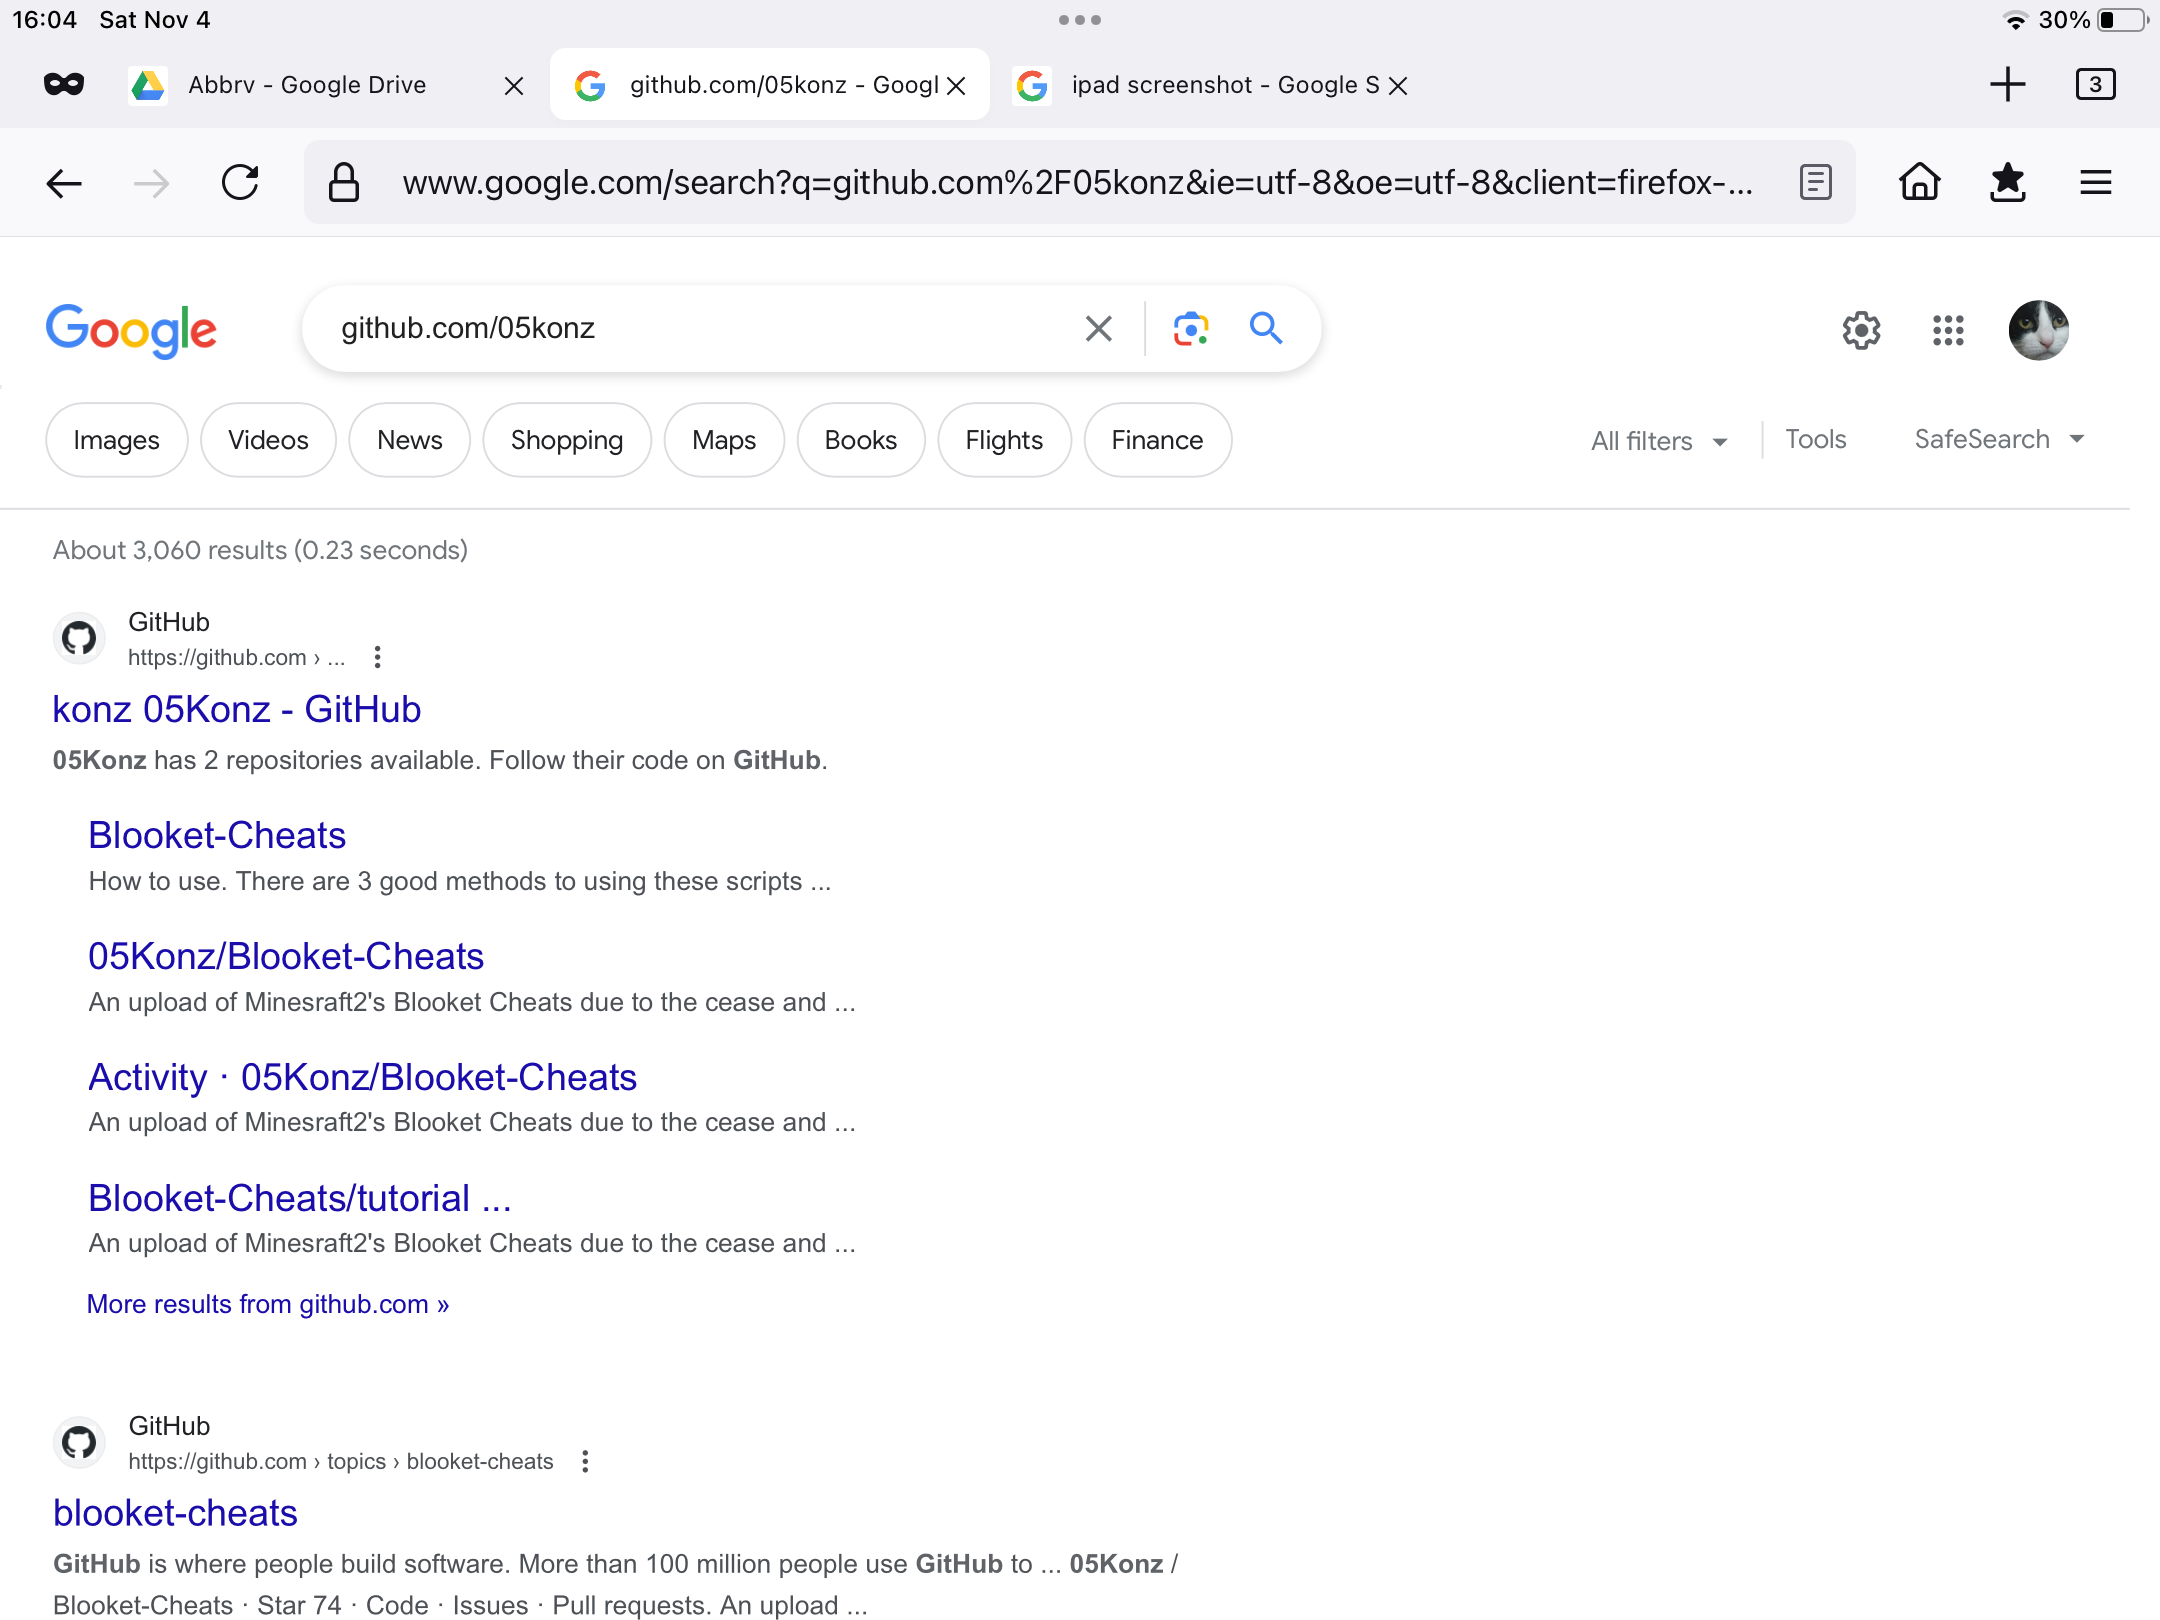 16:04 Sat Nov 4
30%
Abbrv - Google Drive
github.com/05konz - Googl
ipad screenshot - Google S
3
www.google.com/search?q=github.com%2F05konz&ie=utf-8&oe=utf-8&client=firefox-...
Google
github.com/05konz
Images Videos News Shopping Maps Books Flights Finance
All filters Tools SafeSearch
About 3,060 results (0.23 seconds)
GitHub
https://github.com › ...
konz 05Konz - GitHub
05Konz has 2 repositories available. Follow their code on GitHub.
Blooket-Cheats
How to use. There are 3 good methods to using these scripts ...
05Konz/Blooket-Cheats
An upload of Minesraft2's Blooket Cheats due to the cease and ...
Activity · 05Konz/Blooket-Cheats
An upload of Minesraft2's Blooket Cheats due to the cease and ...
Blooket-Cheats/tutorial ...
An upload of Minesraft2's Blooket Cheats due to the cease and ...
More results from github.com »
GitHub
https://github.com › topics › blooket-cheats
blooket-cheats
GitHub is where people build software. More than 100 million people use GitHub to ... 05Konz /
Blooket-Cheats · Star 74 · Code · Issues · Pull requests. An upload ...